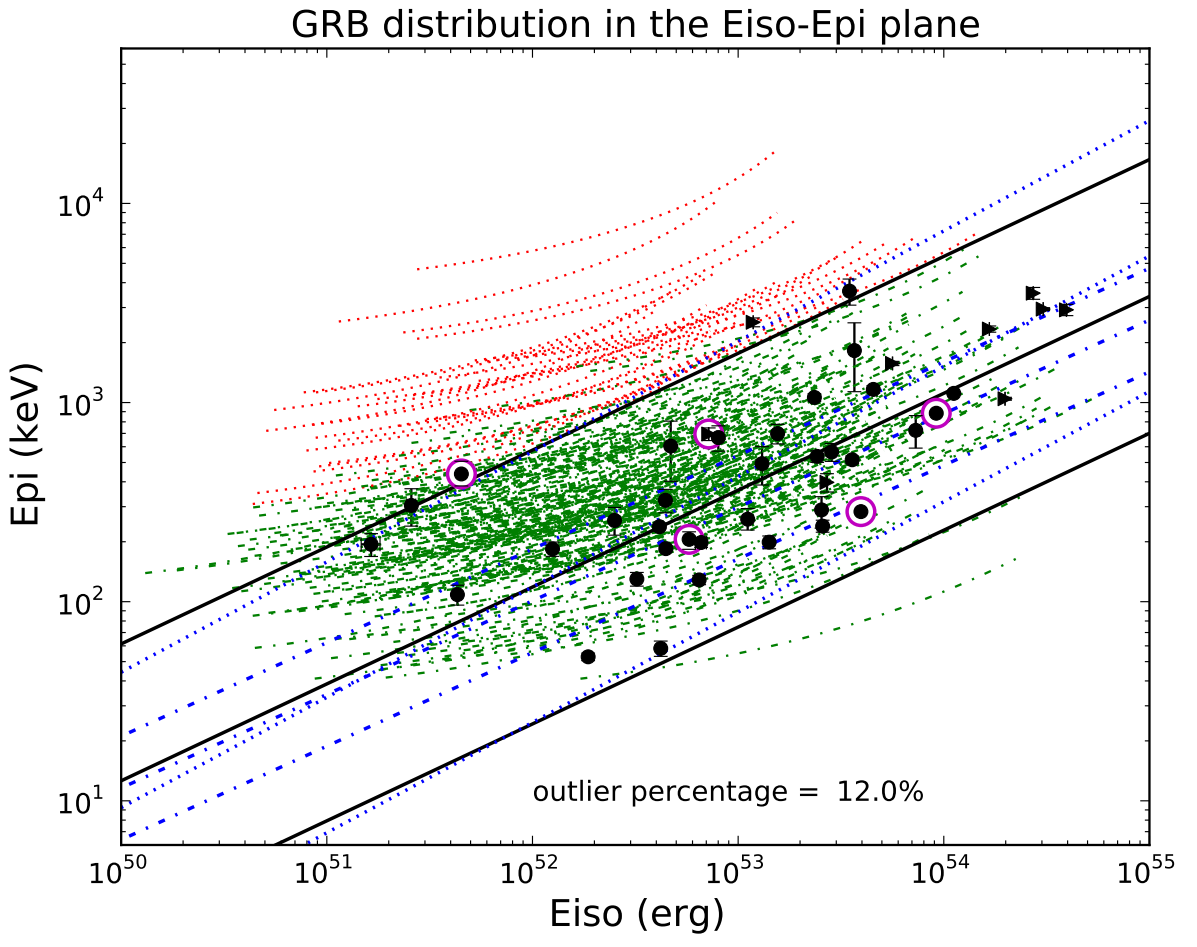 GRB distribution in the Eiso-Epi plane
Epi (keV)
10^4
10^3
10^2
10^1
outlier percentage = 12.0%
10^50 10^51 10^52 10^53 10^54 10^55
Eiso (erg)